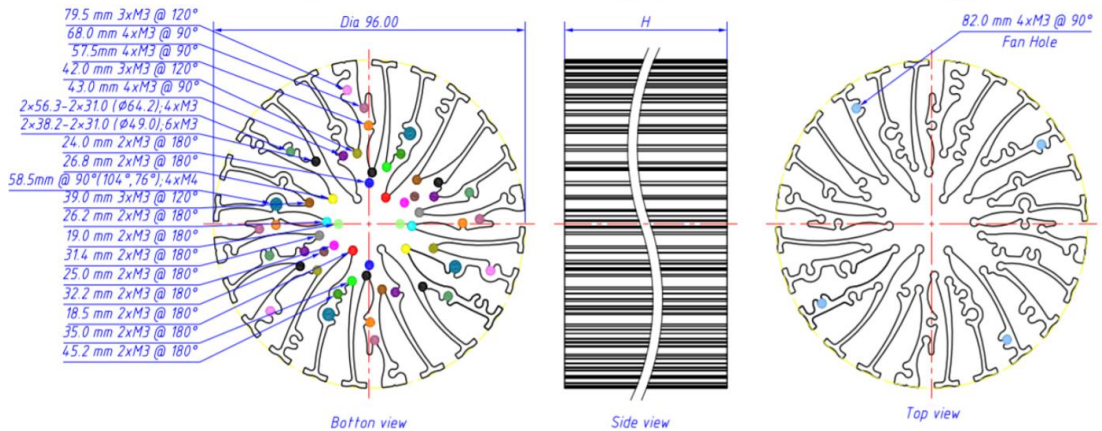 79.5 mm 3xM3 @ 120°
68.0 mm 4xM3 @ 90°
57.5mm 4xM3 @ 90°
42.0 mm 3xM3 @ 120°
43.0 mm 4xM3 @ 90°
2×56.3-2×31.0 (Φ64.2);4xM3
2×38.2-2×31.0 (Φ49.0);6xM3
24.0 mm 2xM3 @ 180°
26.8 mm 2xM3 @ 180°
58.5mm @ 90°(104°,76°);4xM4
39.0 mm 3xM3 @ 120°
26.2 mm 2xM3 @ 180°
19.0 mm 2xM3 @ 180°
31.4 mm 2xM3 @ 180°
25.0 mm 2xM3 @ 180°
32.2 mm 2xM3 @ 180°
18.5 mm 2xM3 @ 180°
35.0 mm 2xM3 @ 180°
45.2 mm 2xM3 @ 180°
Dia 96.00
Botton view
H
Side view
82.0 mm 4xM3 @ 90°
Fan Hole
Top view